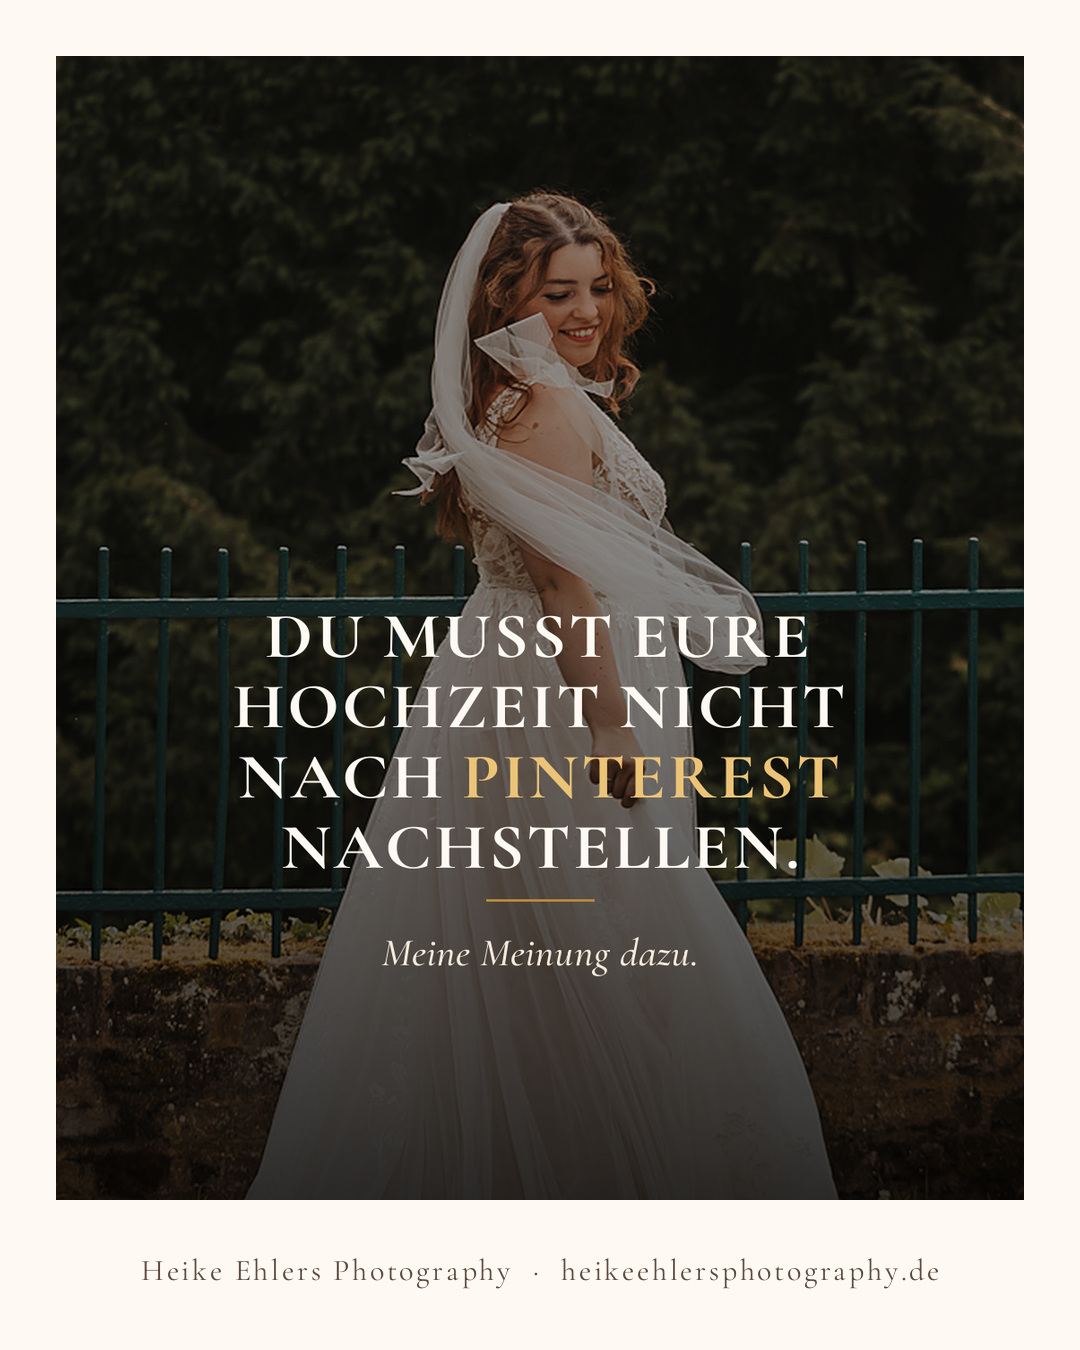 DU MUSST EURE
HOCHZEIT NICHT
NACH PINTEREST
NACHSTELLEN.
Meine Meinung dazu.
Heike Ehlers Photography · heikeehlersphotography.de